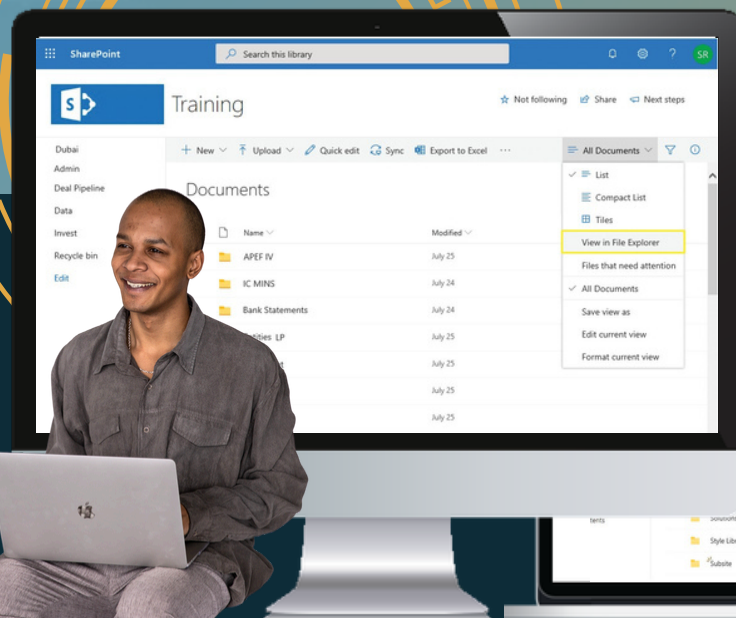 SharePoint
Search this library
?
SR
S
Training
Not following
Share
Next steps
New
Upload
Quick edit
Sync
Export to Excel
...
All Documents
Dubai
Admin
Deal Pipeline
Data
Invest
Recycle bin
Edit
Documents
Name
Modified
APEF IV
July 25
IC MINS
July 24
Bank Statements
July 24
LP
July 25
July 25
July 25
July 25
List
Compact List
Tiles
View in File Explorer
Files that need attention
All Documents
Save view as
Edit current view
Format current view
tents
Style Lib
Subsite